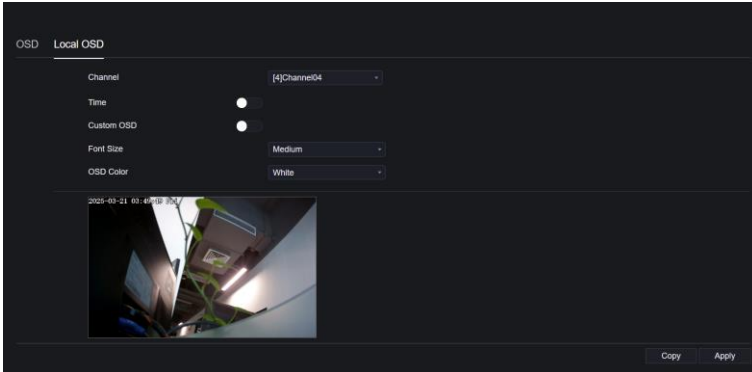 OSD Local OSD
Channel [4]Channel04
Time
Custom OSD
Font Size Medium
OSD Color White
2025-03-21 03:49:49
Copy Apply